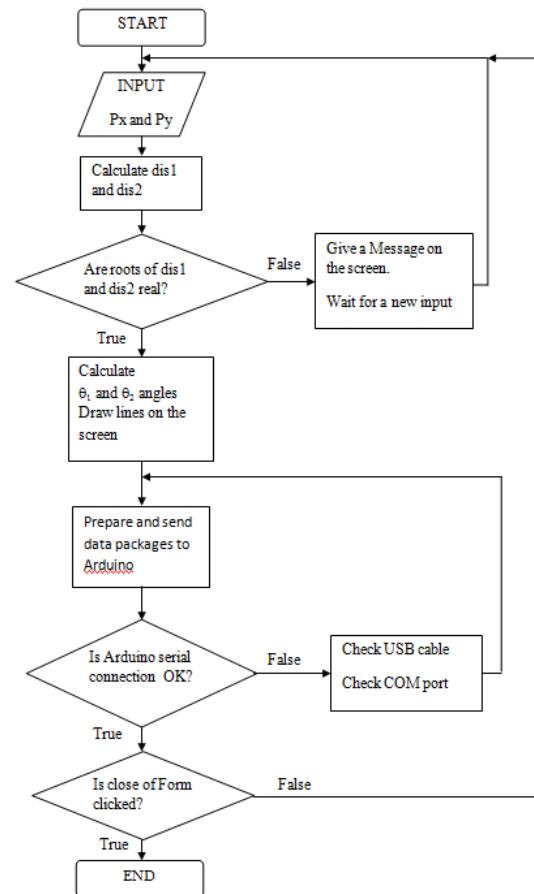 START
INPUT
Px and Py
Calculate dis1
and dis2
Are roots of dis1
and dis2 real?
False
Give a Message on
the screen.
Wait for a new input
True
Calculate
θ₁ and θ₂ angles
Draw lines on the
screen
Prepare and send
data packages to
Arduino
Is Arduino serial
connection OK?
False
Check USB cable
Check COM port
True
Is close of Form
clicked?
False
True
END